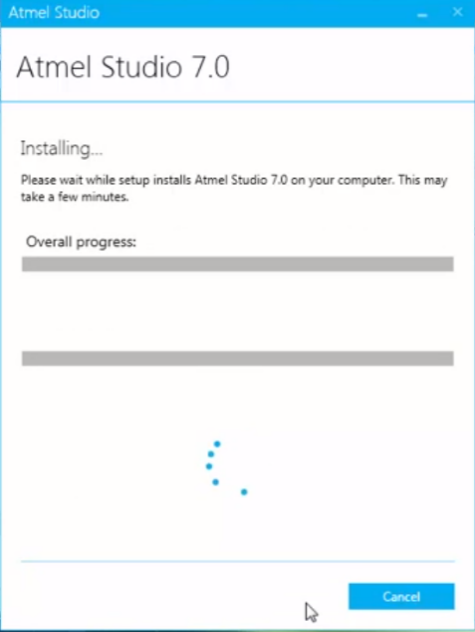 Atmel Studio
Atmel Studio 7.0
Installing...
Please wait while setup installs Atmel Studio 7.0 on your computer. This may
take a few minutes.
Overall progress:
Cancel